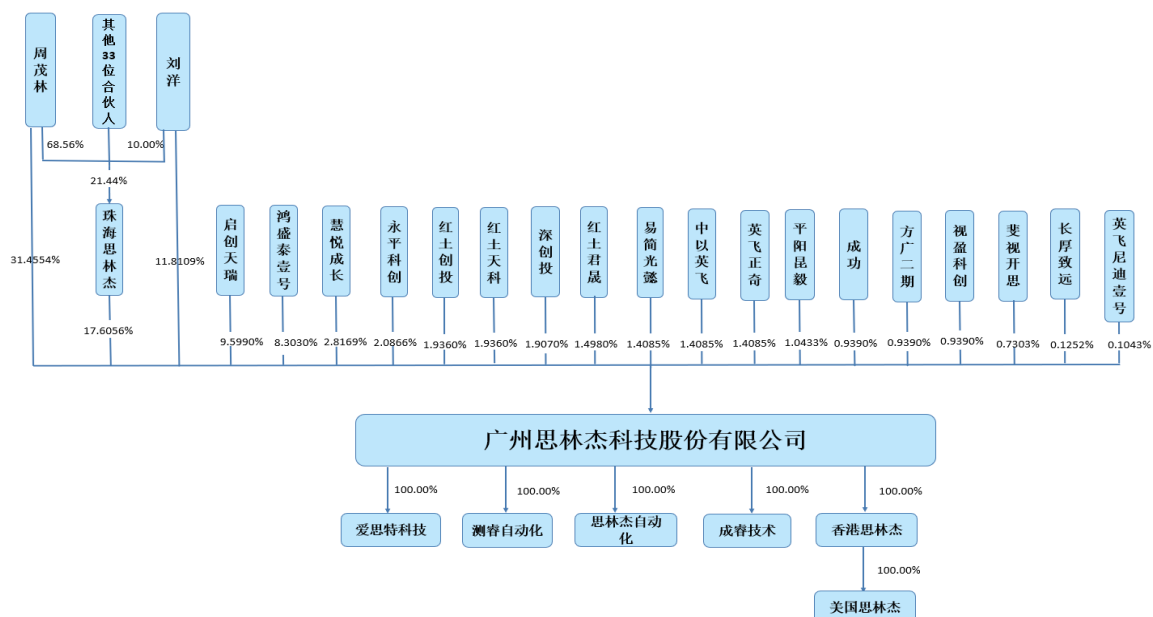 周茂林
其他33位合伙人
刘洋
68.56%
10.00%
21.44%
珠海思林杰
启创天瑞
鸿盛泰壹号
慧悦成长
永平科创
红土创投
红土天科
深创投
红土君晟
易简光懿
中以英飞
英飞正奇
平阳昆毅
成功
方广二期
视盈科创
斐视开思
长厚致远
英飞尼迪壹号
31.4554%
11.8109%
17.6056%
9.5990%
8.3030%
2.8169%
2.0866%
1.9360%
1.9360%
1.9070%
1.4980%
1.4085%
1.4085%
1.4085%
1.0433%
0.9390%
0.9390%
0.9390%
0.7303%
0.1252%
0.1043%
广州思林杰科技股份有限公司
100.00%
100.00%
100.00%
100.00%
100.00%
爱思特科技
测睿自动化
思林杰自动
化
成睿技术
香港思林杰
100.00%
美国思林杰